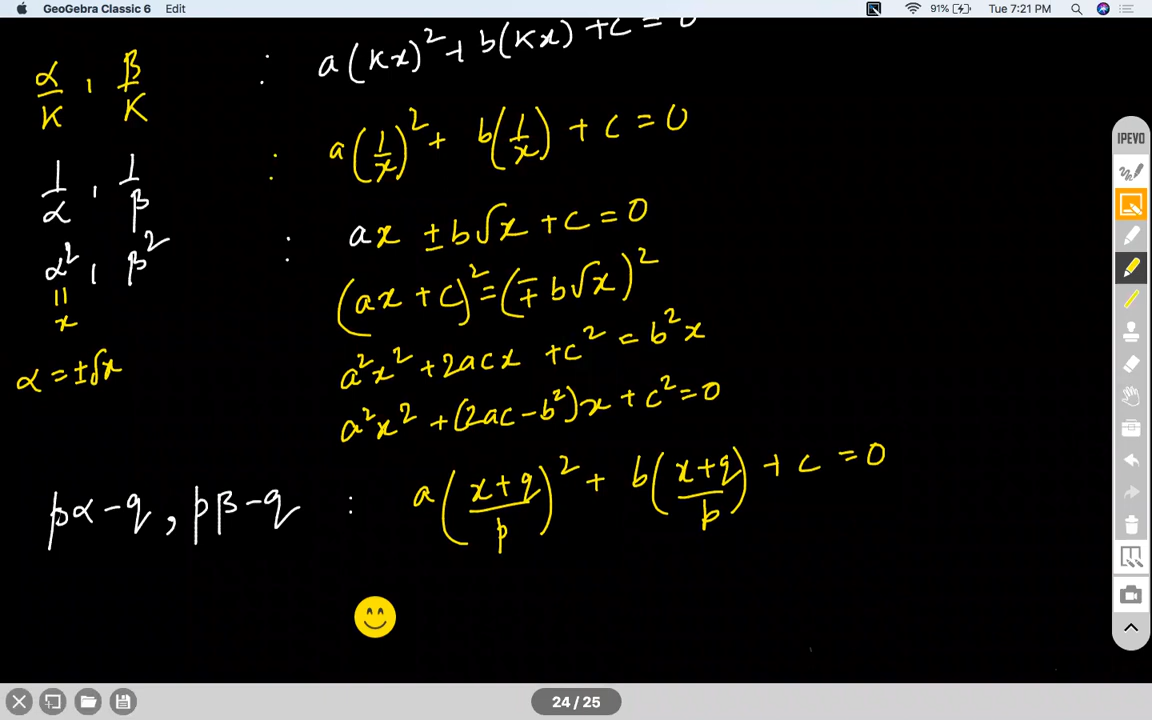 GeoGebra Classic 6 Edit 91% Tue 7:21 PM
α/K , β/K : a(Kx)² + b(Kx) + c = 0
IPEVO
1/α , 1/β : a(1/x)² + b(1/x) + c = 0
α² , β² : ax ± b√x + c = 0
=
x
(ax + c)² = (∓ b√x)²
α = ±√x
a²x² + 2acx + c² = b²x
a²x² + (2ac − b²)x + c² = 0
pα − q , pβ − q : a((x+q)/p)² + b((x+q)/p) + c = 0
24 / 25